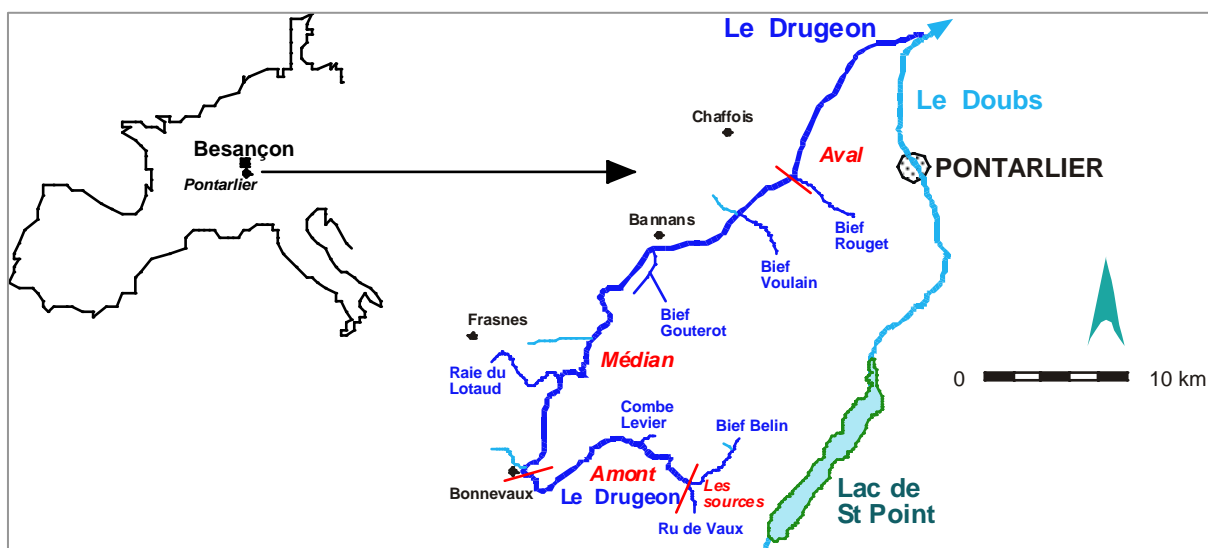 Le Drugeon
Le Doubs
Chaffois
Besançon
Pontarlier
Aval
PONTARLIER
Bannans
Bief
Rouget
Bief
Voulain
Bief
Gouterot
Frasnes
Médian
Raie du
Lotaud
0 10 km
Combe
Levier
Bief Belin
Amont
Les
sources
Bonnevaux
Le Drugeon
Ru de Vaux
Lac de
St Point